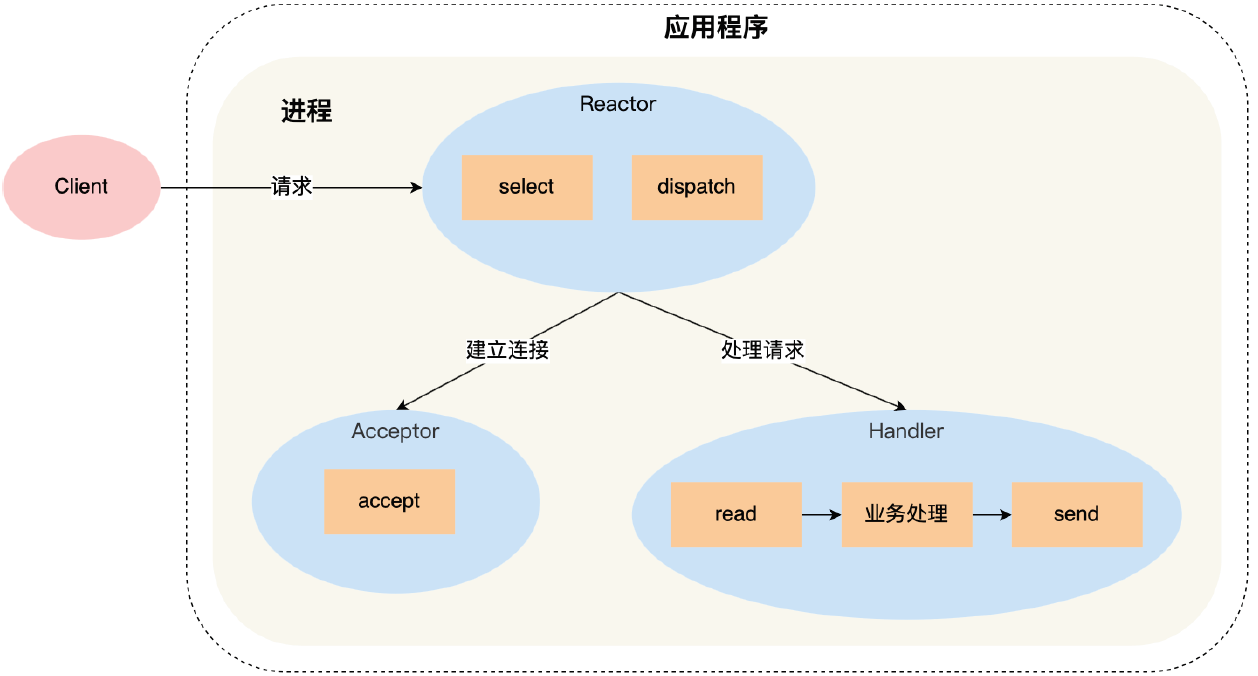 应用程序
进程
Reactor
Client
请求
select
dispatch
建立连接
处理请求
Acceptor
accept
Handler
read
业务处理
send